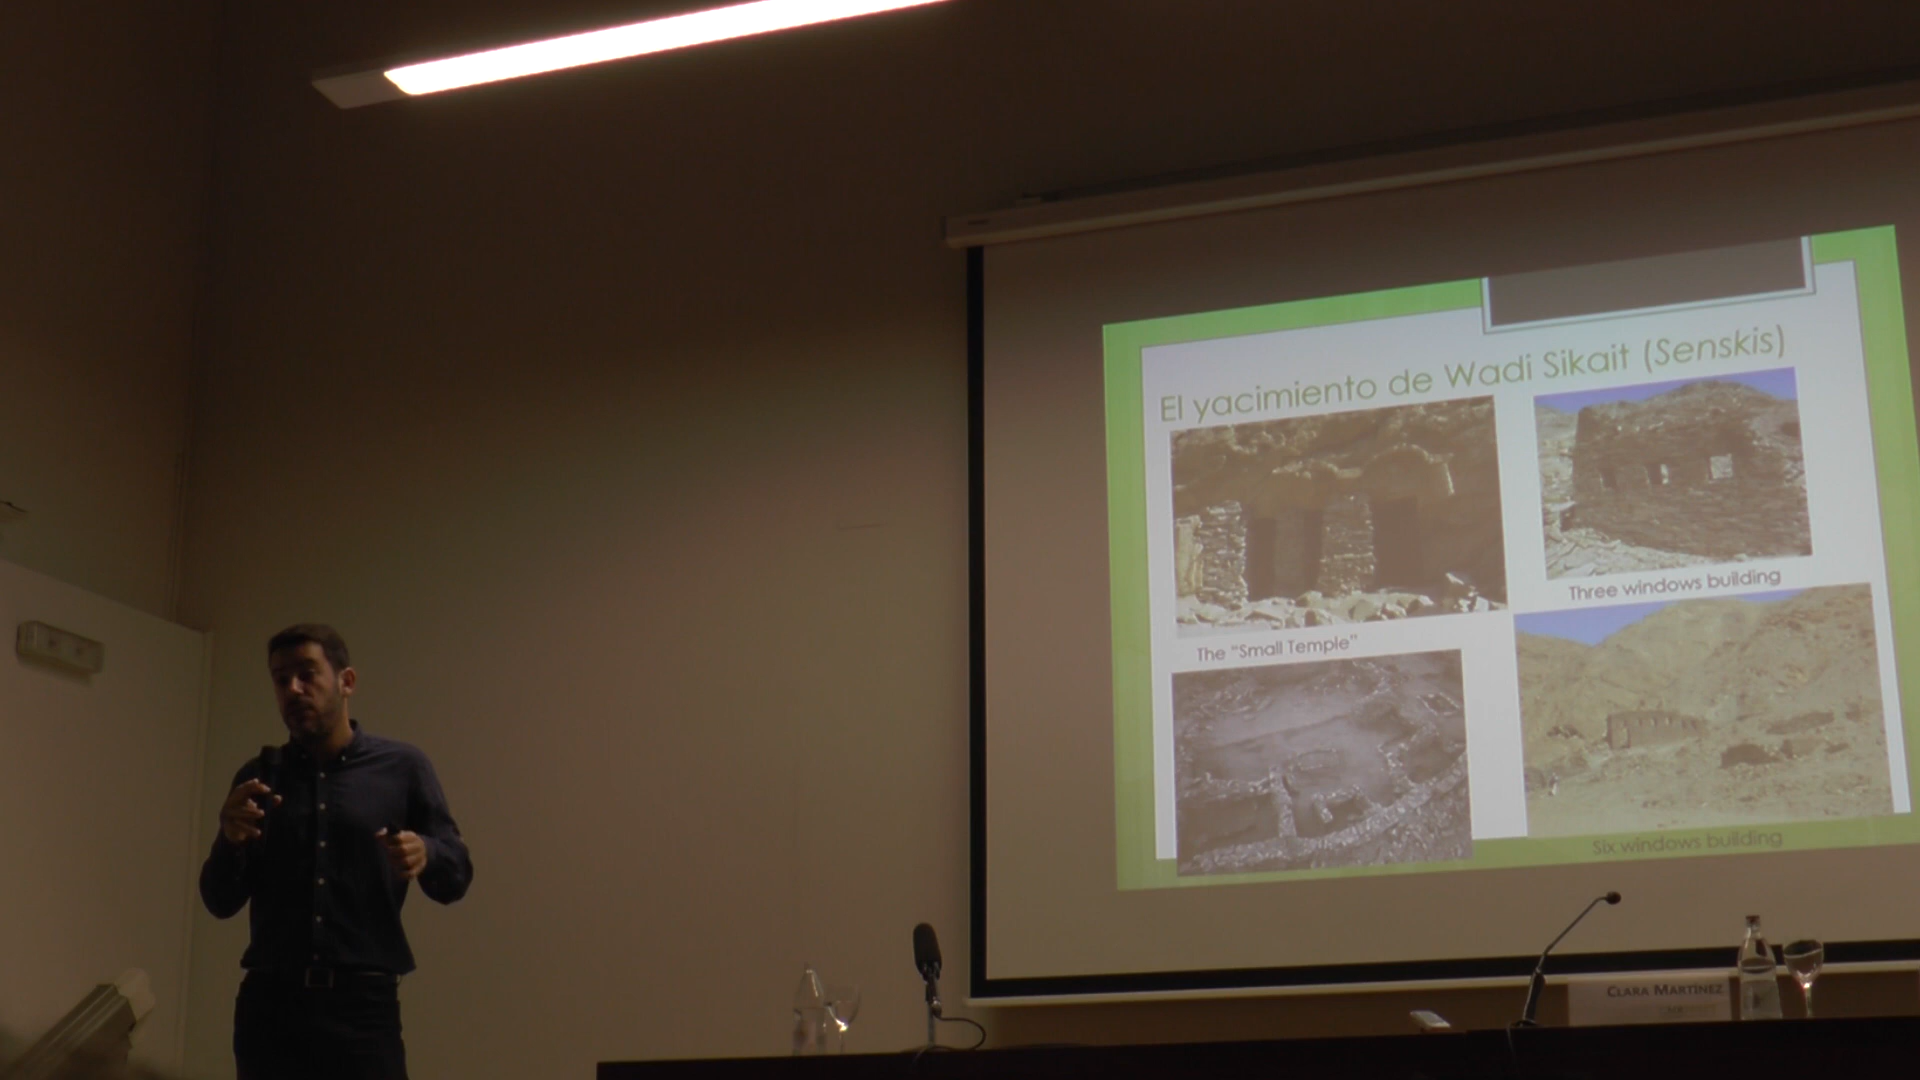 El yacimiento de Wadi Sikait (Senskis)
Three windows building
The "Small Temple"
Six windows building
CLARA MARTÍNEZ